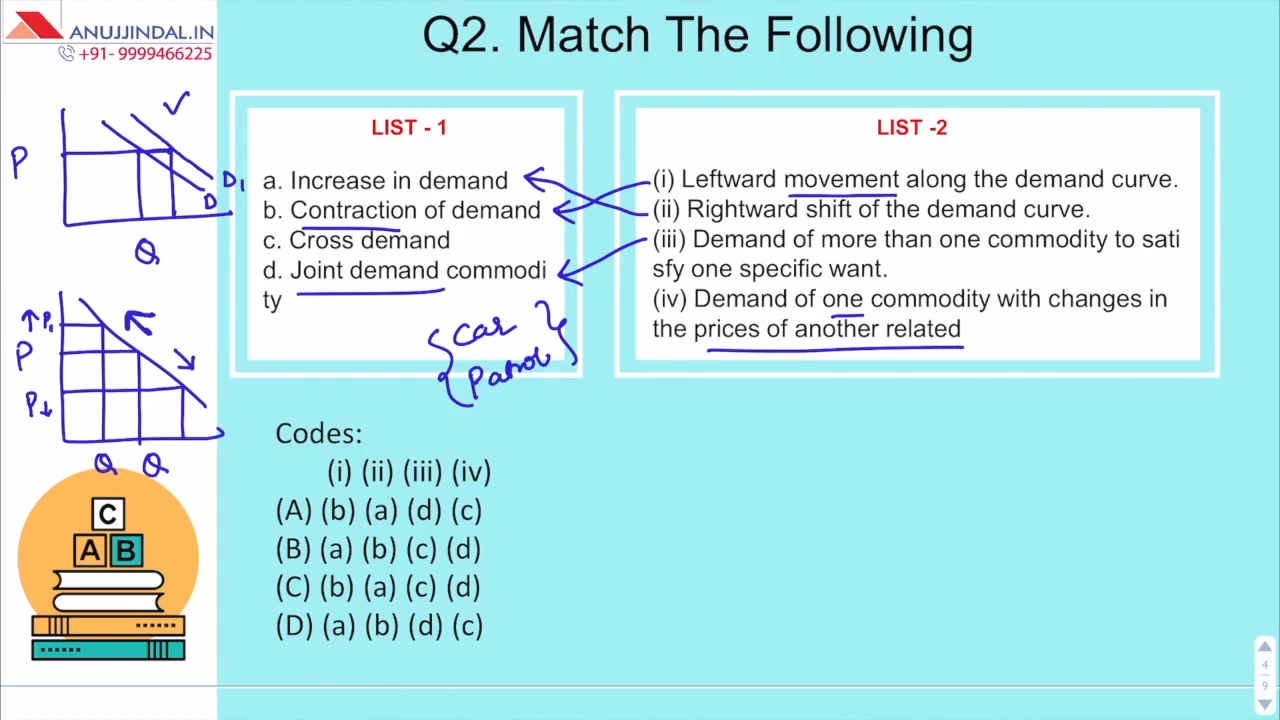 ANUJJINDAL.IN
+91- 9999466225
Q2. Match The Following
LIST - 1
a. Increase in demand
b. Contraction of demand
c. Cross demand
d. Joint demand commodi
ty
LIST -2
(i) Leftward movement along the demand curve.
(ii) Rightward shift of the demand curve.
(iii) Demand of more than one commodity to sati
sfy one specific want.
(iv) Demand of one commodity with changes in
the prices of another related
Car
Patrol
P
D1
D
Q
↑P1
P
P↓
Q Q
Codes:
(i) (ii) (iii) (iv)
(A) (b) (a) (d) (c)
(B) (a) (b) (c) (d)
(C) (b) (a) (c) (d)
(D) (a) (b) (d) (c)
C
A B
4
9